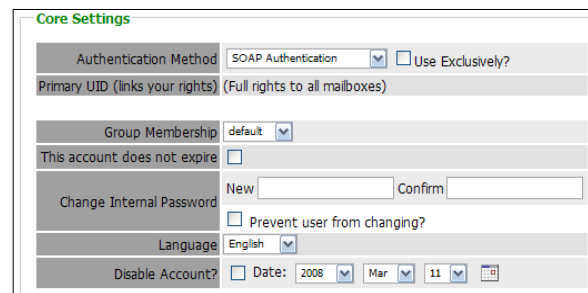 Core Settings
Authentication Method SOAP Authentication Use Exclusively?
Primary UID (links your rights) (Full rights to all mailboxes)
Group Membership default
This account does not expire
Change Internal Password New Confirm
Prevent user from changing?
Language English
Disable Account? Date: 2008 Mar 11